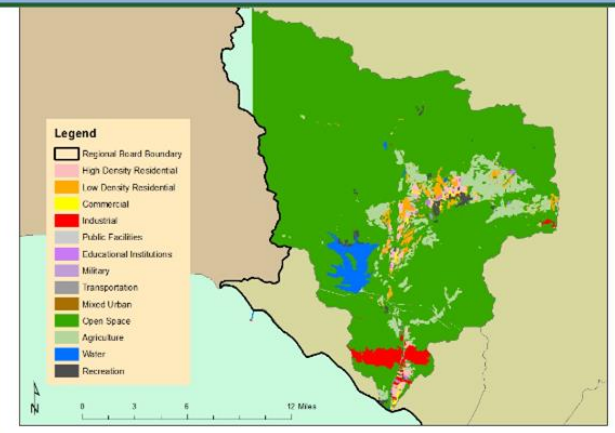 Legend
Regional Board Boundary
High Density Residential
Low Density Residential
Commercial
Industrial
Public Facilities
Educational Institutions
Military
Transportation
Mixed Urban
Open Space
Agriculture
Water
Recreation
N
0 3 6 12 Miles